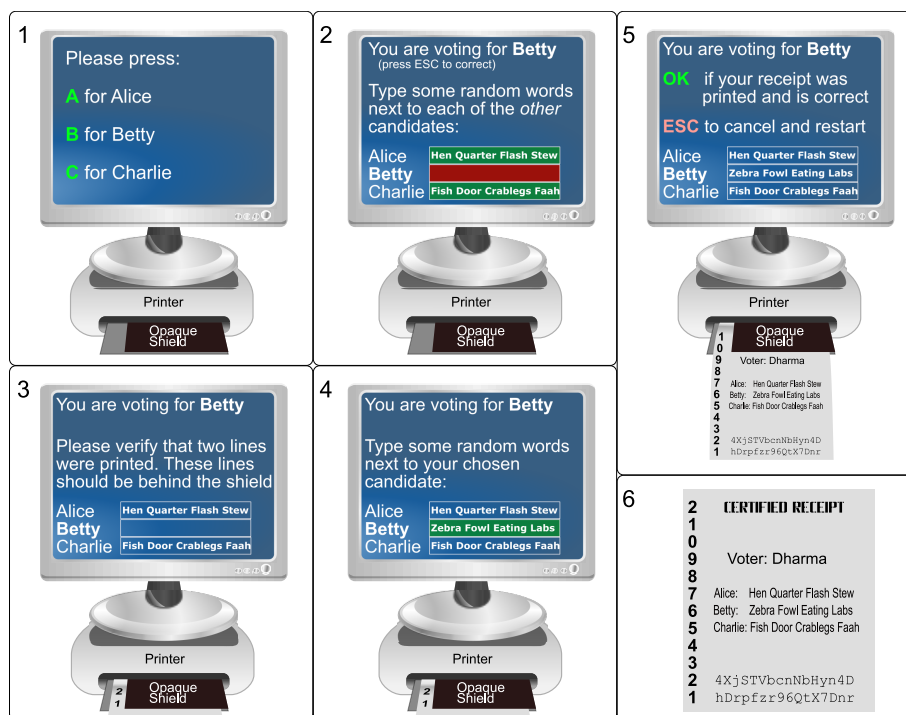 1
Please press:
A for Alice
B for Betty
C for Charlie
Printer
Opaque
Shield
2
You are voting for Betty
(press ESC to correct)
Type some random words
next to each of the other
candidates:
Alice Hen Quarter Flash Stew
Betty
Charlie Fish Door Crablegs Faah
Printer
Opaque
Shield
5
You are voting for Betty
OK if your receipt was
printed and is correct
ESC to cancel and restart
Alice Hen Quarter Flash Stew
Betty Zebra Fowl Eating Labs
Charlie Fish Door Crablegs Faah
Printer
Opaque
Shield
1
0
9 Voter: Dharma
8
7 Alice: Hen Quarter Flash Stew
6 Betty: Zebra Fowl Eating Labs
5 Charlie: Fish Door Crablegs Faah
4
3
2 4XjSTVbcnNbHyn4D
1 hDrpfzr96QtX7Dnr
3
You are voting for Betty
Please verify that two lines
were printed. These lines
should be behind the shield
Alice Hen Quarter Flash Stew
Betty
Charlie Fish Door Crablegs Faah
Printer
2
1
Opaque
Shield
4
You are voting for Betty
Type some random words
next to your chosen
candidate:
Alice Hen Quarter Flash Stew
Betty Zebra Fowl Eating Labs
Charlie Fish Door Crablegs Faah
Printer
2
1
Opaque
Shield
6
2 CERTIFIED RECEIPT
1
0
9 Voter: Dharma
8
7 Alice: Hen Quarter Flash Stew
6 Betty: Zebra Fowl Eating Labs
5 Charlie: Fish Door Crablegs Faah
4
3
2 4XjSTVbcnNbHyn4D
1 hDrpfzr96QtX7Dnr